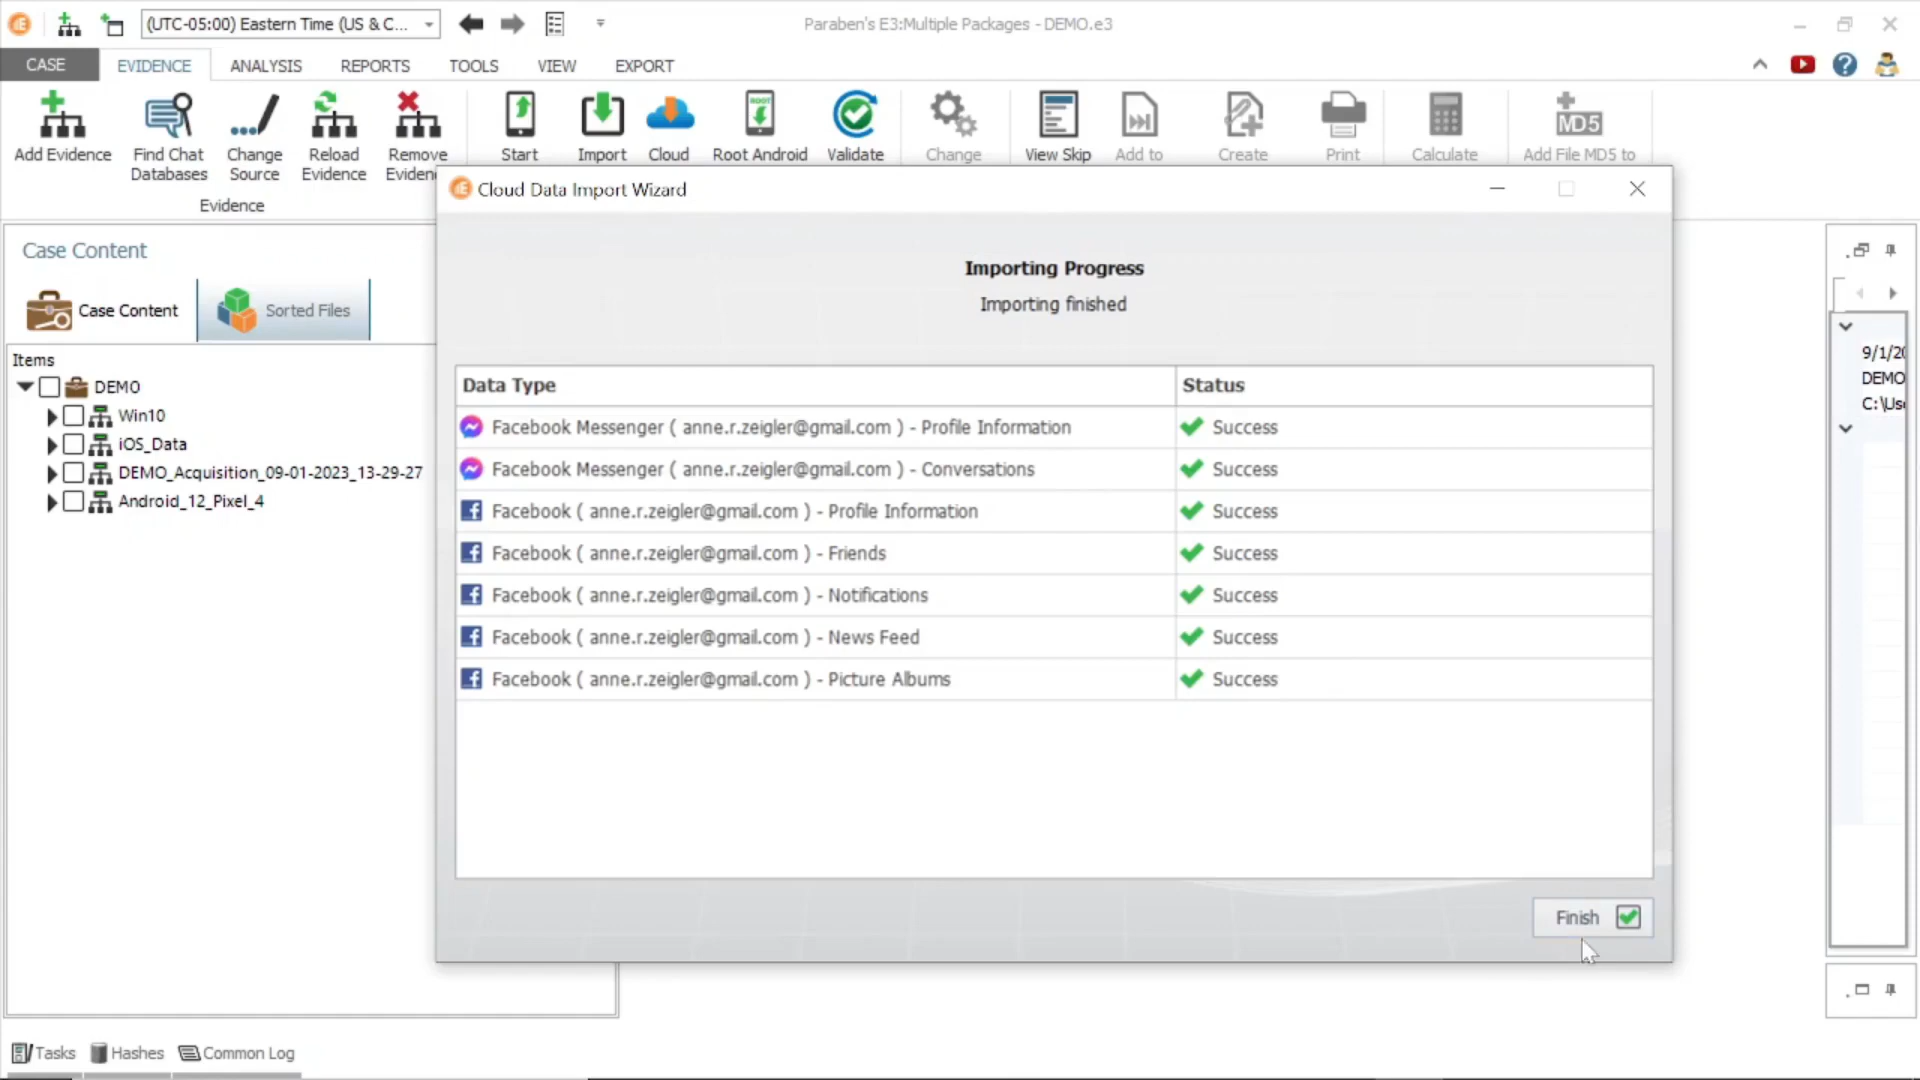 (UTC-05:00) Eastern Time (US & C...
Paraben's E3:Multiple Packages - DEMO.e3
CASE
EVIDENCE
ANALYSIS
REPORTS
TOOLS
VIEW
EXPORT
Add Evidence
Find Chat
Databases
Change
Source
Reload
Evidence
Remove
Eviden
Start
Import
Cloud
ROOT
Root Android
Validate
Change
View Skip
Add to
Create
Print
Calculate
MD5
Add File MD5 to
Evidence
Cloud Data Import Wizard
Case Content
Case Content
Sorted Files
Items
DEMO
Win10
iOS_Data
DEMO_Acquisition_09-01-2023_13-29-27
Android_12_Pixel_4
Importing Progress
Importing finished
Data Type Status
Facebook Messenger ( anne.r.zeigler@gmail.com ) - Profile Information Success
Facebook Messenger ( anne.r.zeigler@gmail.com ) - Conversations Success
Facebook ( anne.r.zeigler@gmail.com ) - Profile Information Success
Facebook ( anne.r.zeigler@gmail.com ) - Friends Success
Facebook ( anne.r.zeigler@gmail.com ) - Notifications Success
Facebook ( anne.r.zeigler@gmail.com ) - News Feed Success
Facebook ( anne.r.zeigler@gmail.com ) - Picture Albums Success
Finish
9/1/20
DEMO
C:\Us
Tasks
Hashes
Common Log